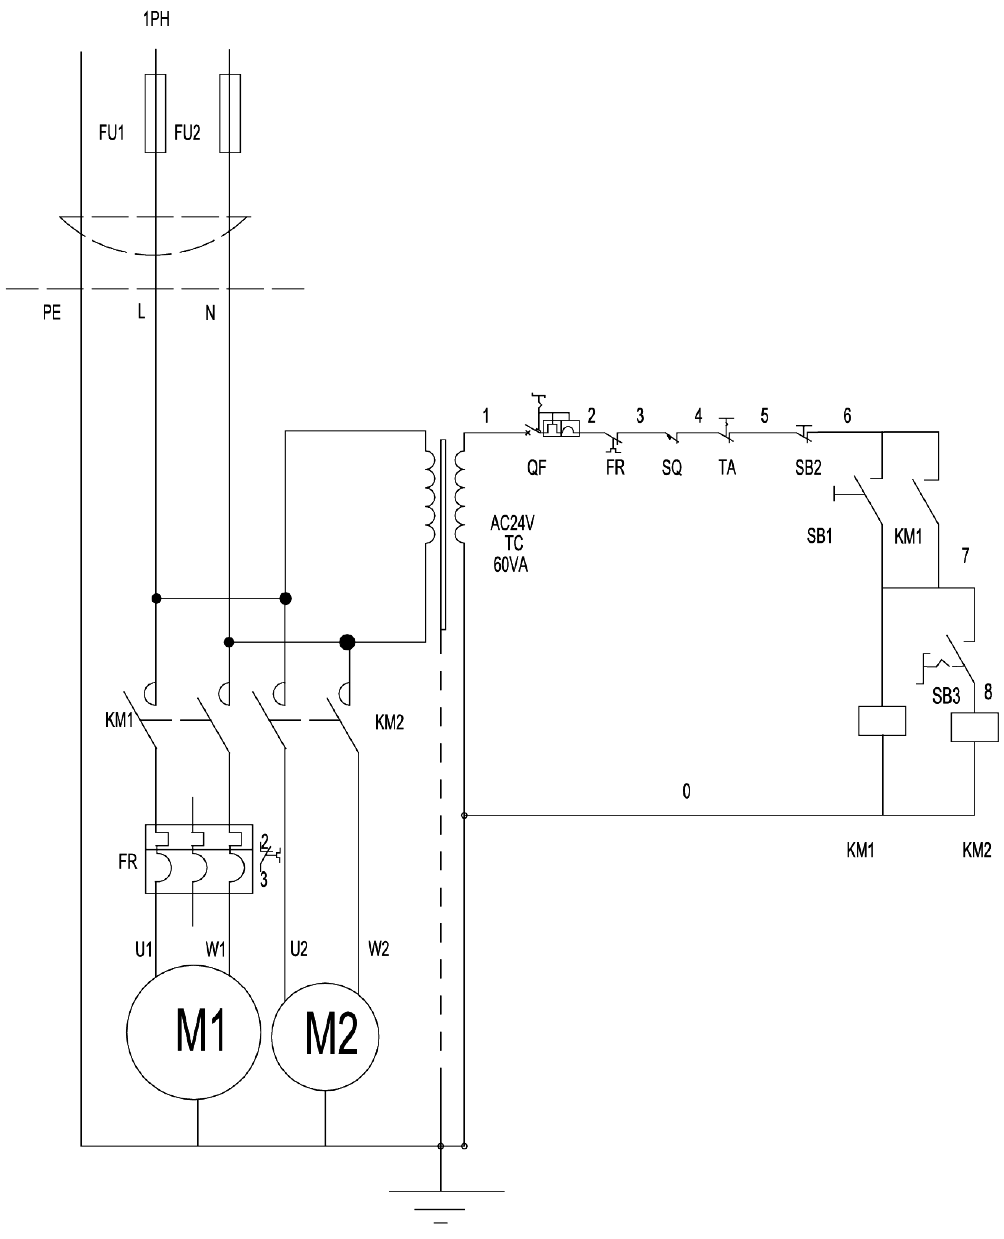 1PH
FU1 FU2
PE L N
1 2 3 4 5 6
QF FR SQ TA SB2
AC24V
TC
60VA
SB1 KM1
7
SB3 8
KM1 KM2
0
KM1 KM2
FR 2
3
U1 W1 U2 W2
M1 M2